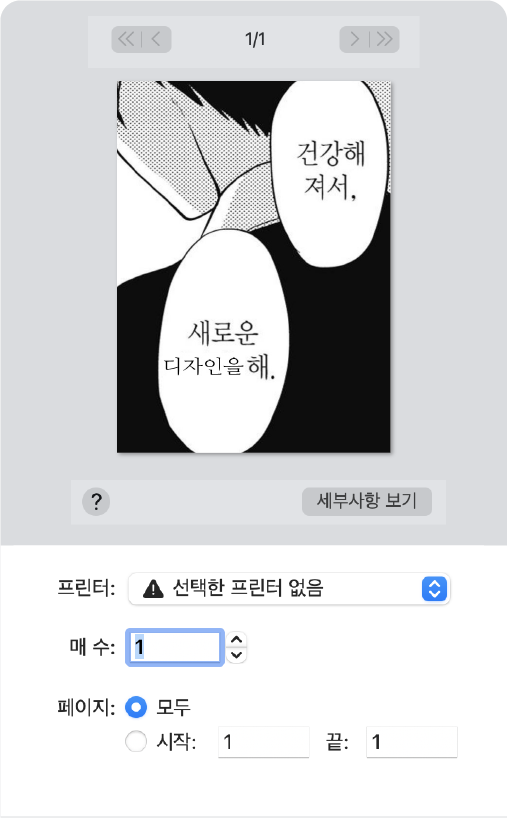 1/1
건강해
져서,
새로운
디자인을해.
?
세부사항 보기
프린터: 선택한 프린터 없음
매 수: 1
페이지: 모두
시작: 1 끝: 1